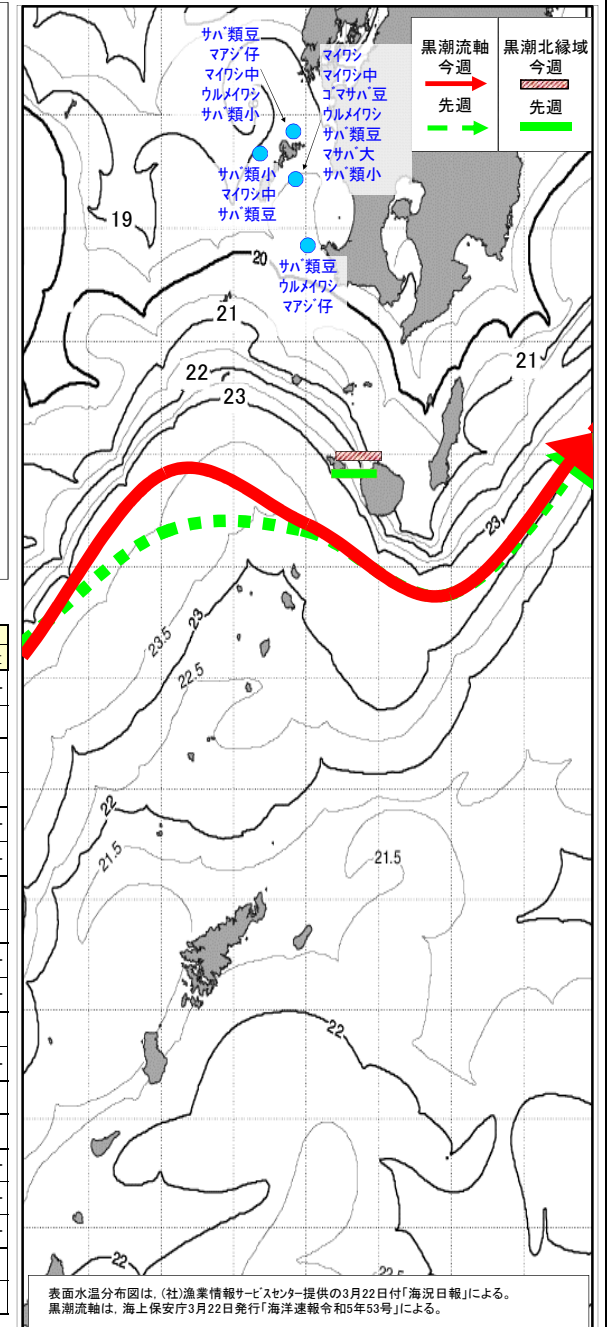 サバ類豆
マアジ仔
マイワシ中
ウルメイワシ
サバ類小
マイワシ
マイワシ中
ゴマサバ豆
ウルメイワシ
サバ類豆
マサバ大
サバ類小
黒潮流軸
今週
先週
黒潮北縁域
今週
先週
サバ類小
マイワシ中
サバ類豆
19
20
サバ類豆
ウルメイワシ
マアジ仔
21
21
22
23
23
23.5
23
22.5
22
21.5
21.5
22
22
22.5
表面水温分布図は、(社)漁業情報サービスセンター提供の3月22日付「海況日報」による。
黒潮流軸は、海上保安庁3月22日発行「海洋速報令和5年53号」による。